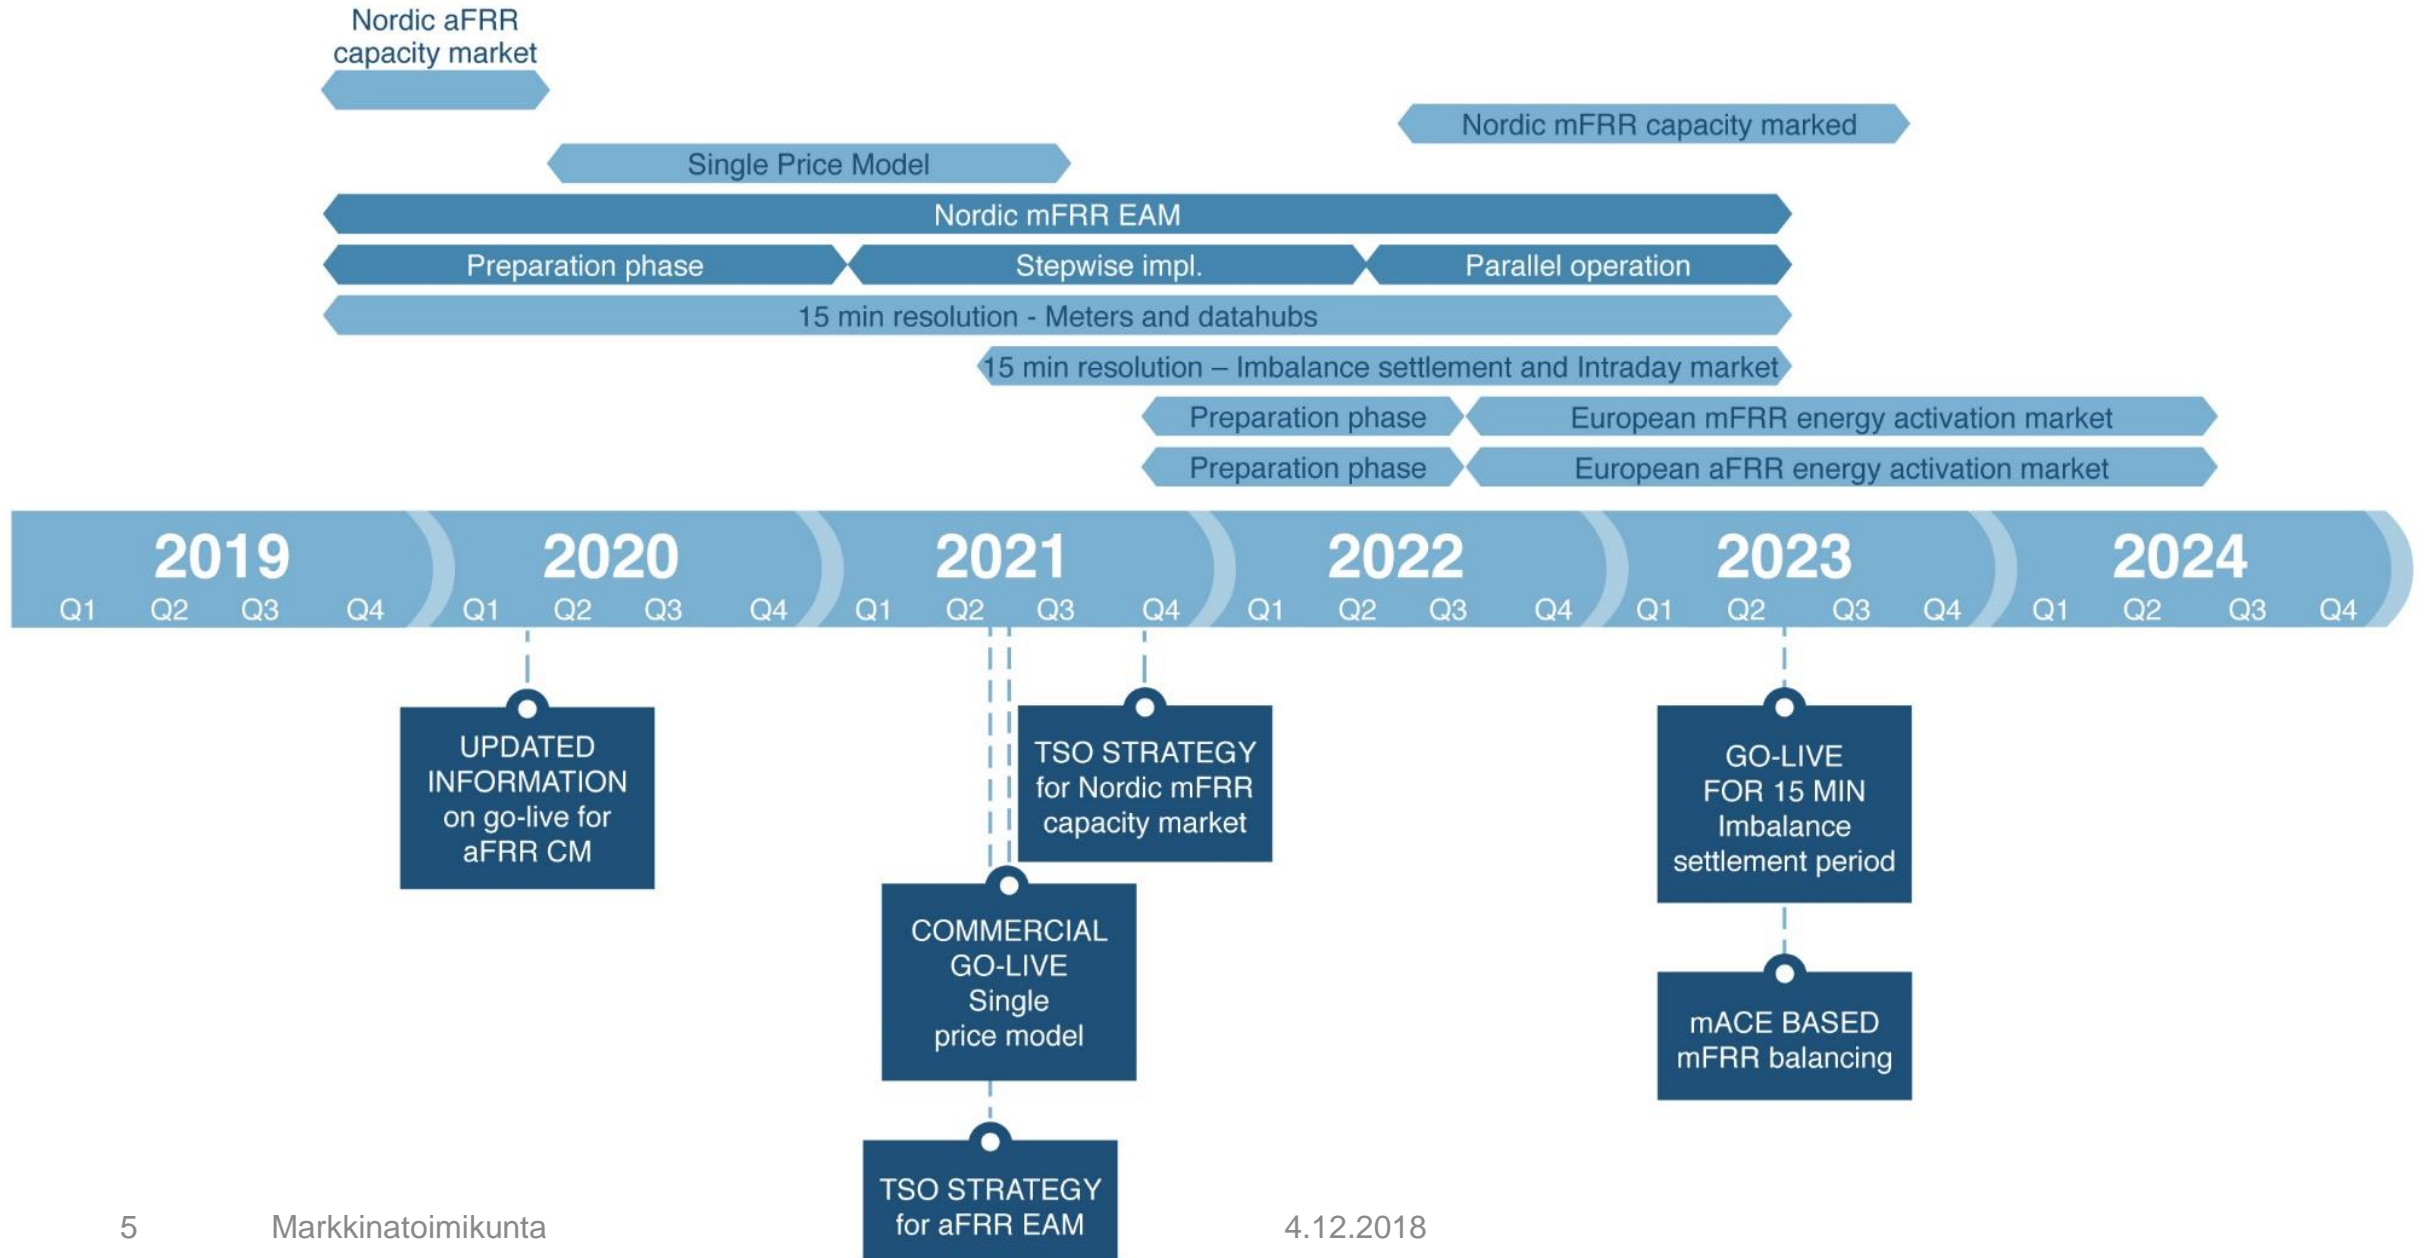 Nordic aFRR
capacity market
Nordic mFRR capacity marked
Single Price Model
Nordic mFRR EAM
Preparation phase
Stepwise impl.
Parallel operation
15 min resolution - Meters and datahubs
15 min resolution – Imbalance settlement and Intraday market
Preparation phase
European mFRR energy activation market
Preparation phase
European aFRR energy activation market
2019
2020
2021
2022
2023
2024
Q1 Q2 Q3 Q4 Q1 Q2 Q3 Q4 Q1 Q2 Q3 Q4 Q1 Q2 Q3 Q4 Q1 Q2 Q3 Q4 Q1 Q2 Q3 Q4
UPDATED
INFORMATION
on go-live for
aFRR CM
TSO STRATEGY
for Nordic mFRR
capacity market
GO-LIVE
FOR 15 MIN
Imbalance
settlement period
COMMERCIAL
GO-LIVE
Single
price model
mACE BASED
mFRR balancing
TSO STRATEGY
for aFRR EAM
5
Markkinatoimikunta
4.12.2018